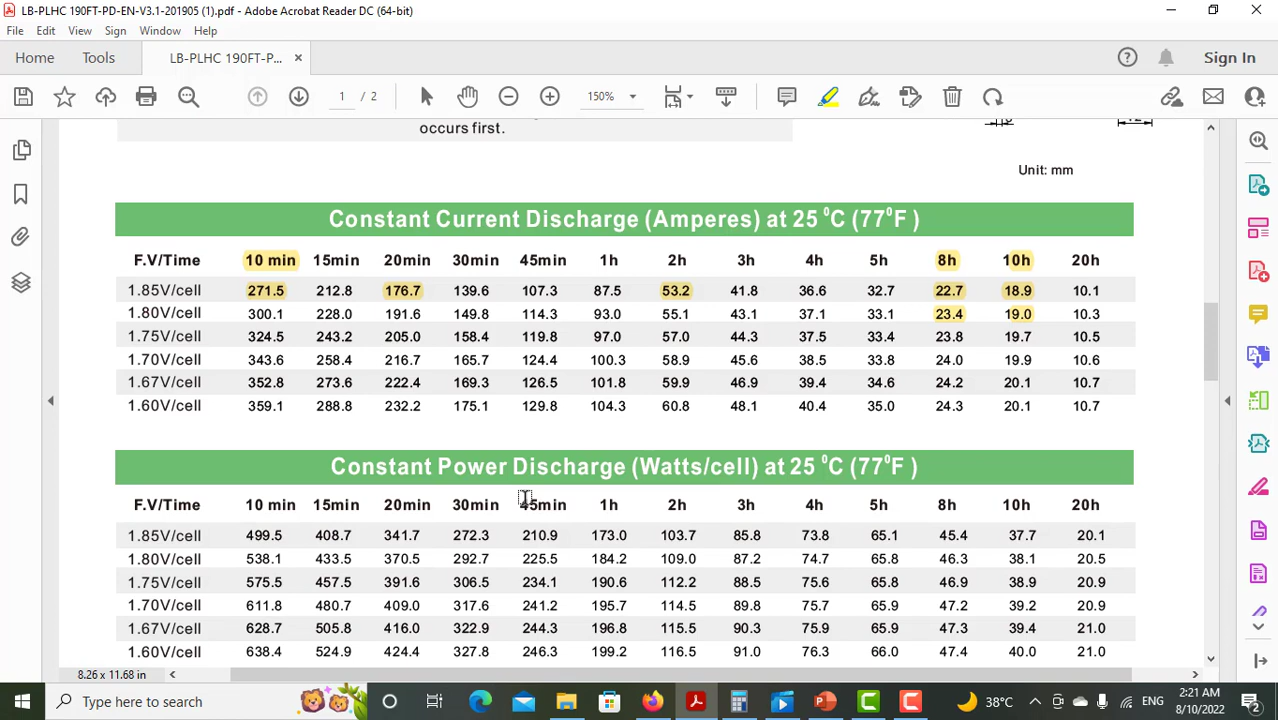 LB-PLHC 190FT-PD-EN-V3.1-201905 (1).pdf - Adobe Acrobat Reader DC (64-bit)
File Edit View Sign Window Help
Home Tools LB-PLHC 190FT-P... × Sign In
1 / 2 150%
occurs first.
Unit: mm
Constant Current Discharge (Amperes) at 25 ⁰C (77⁰F )
F.V/Time 10 min 15min 20min 30min 45min 1h 2h 3h 4h 5h 8h 10h 20h
1.85V/cell 271.5 212.8 176.7 139.6 107.3 87.5 53.2 41.8 36.6 32.7 22.7 18.9 10.1
1.80V/cell 300.1 228.0 191.6 149.8 114.3 93.0 55.1 43.1 37.1 33.1 23.4 19.0 10.3
1.75V/cell 324.5 243.2 205.0 158.4 119.8 97.0 57.0 44.3 37.5 33.4 23.8 19.7 10.5
1.70V/cell 343.6 258.4 216.7 165.7 124.4 100.3 58.9 45.6 38.5 33.8 24.0 19.9 10.6
1.67V/cell 352.8 273.6 222.4 169.3 126.5 101.8 59.9 46.9 39.4 34.6 24.2 20.1 10.7
1.60V/cell 359.1 288.8 232.2 175.1 129.8 104.3 60.8 48.1 40.4 35.0 24.3 20.1 10.7
Constant Power Discharge (Watts/cell) at 25 ⁰C (77⁰F )
F.V/Time 10 min 15min 20min 30min 45min 1h 2h 3h 4h 5h 8h 10h 20h
1.85V/cell 499.5 408.7 341.7 272.3 210.9 173.0 103.7 85.8 73.8 65.1 45.4 37.7 20.1
1.80V/cell 538.1 433.5 370.5 292.7 225.5 184.2 109.0 87.2 74.7 65.8 46.3 38.1 20.5
1.75V/cell 575.5 457.5 391.6 306.5 234.1 190.6 112.2 88.5 75.6 65.8 46.9 38.9 20.9
1.70V/cell 611.8 480.7 409.0 317.6 241.2 195.7 114.5 89.8 75.7 65.9 47.2 39.2 20.9
1.67V/cell 628.7 505.8 416.0 322.9 244.3 196.8 115.5 90.3 75.9 65.9 47.3 39.4 21.0
1.60V/cell 638.4 524.9 424.4 327.8 246.3 199.2 116.5 91.0 76.3 66.0 47.4 40.0 21.0
8.26 x 11.68 in
Type here to search
38°C ENG 2:21 AM
8/10/2022 2